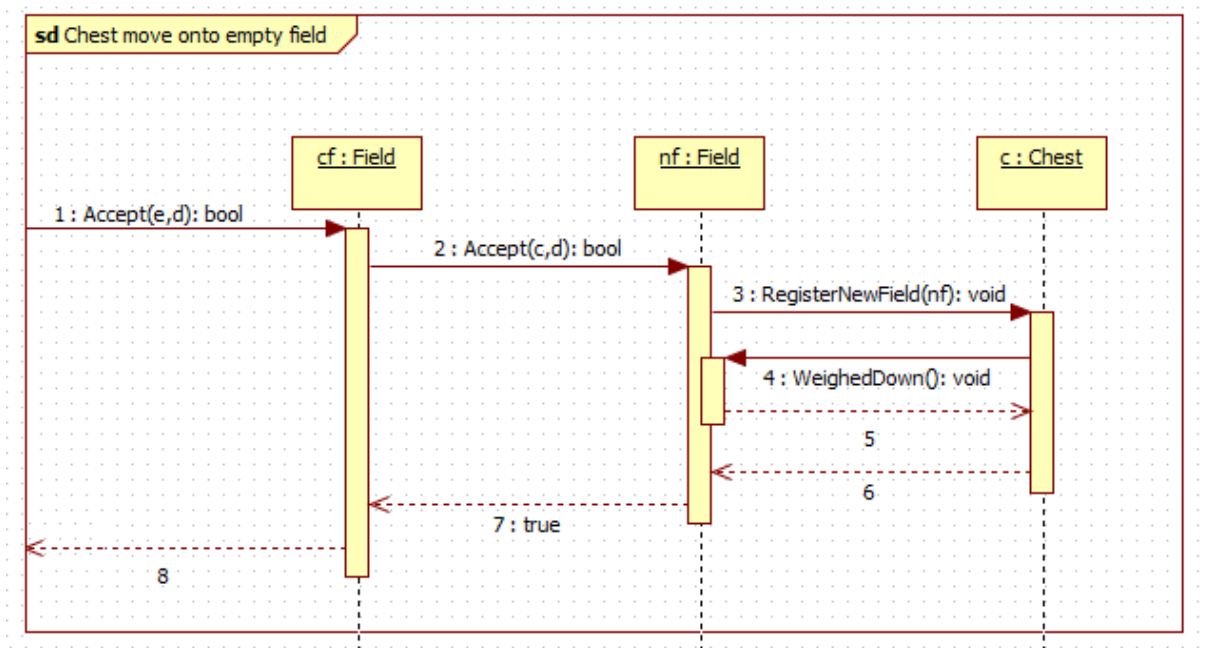 sd Chest move onto empty field
cf : Field
nf : Field
c : Chest
1 : Accept(e,d): bool
2 : Accept(c,d): bool
3 : RegisterNewField(nf): void
4 : WeighedDown(): void
5
6
7 : true
8